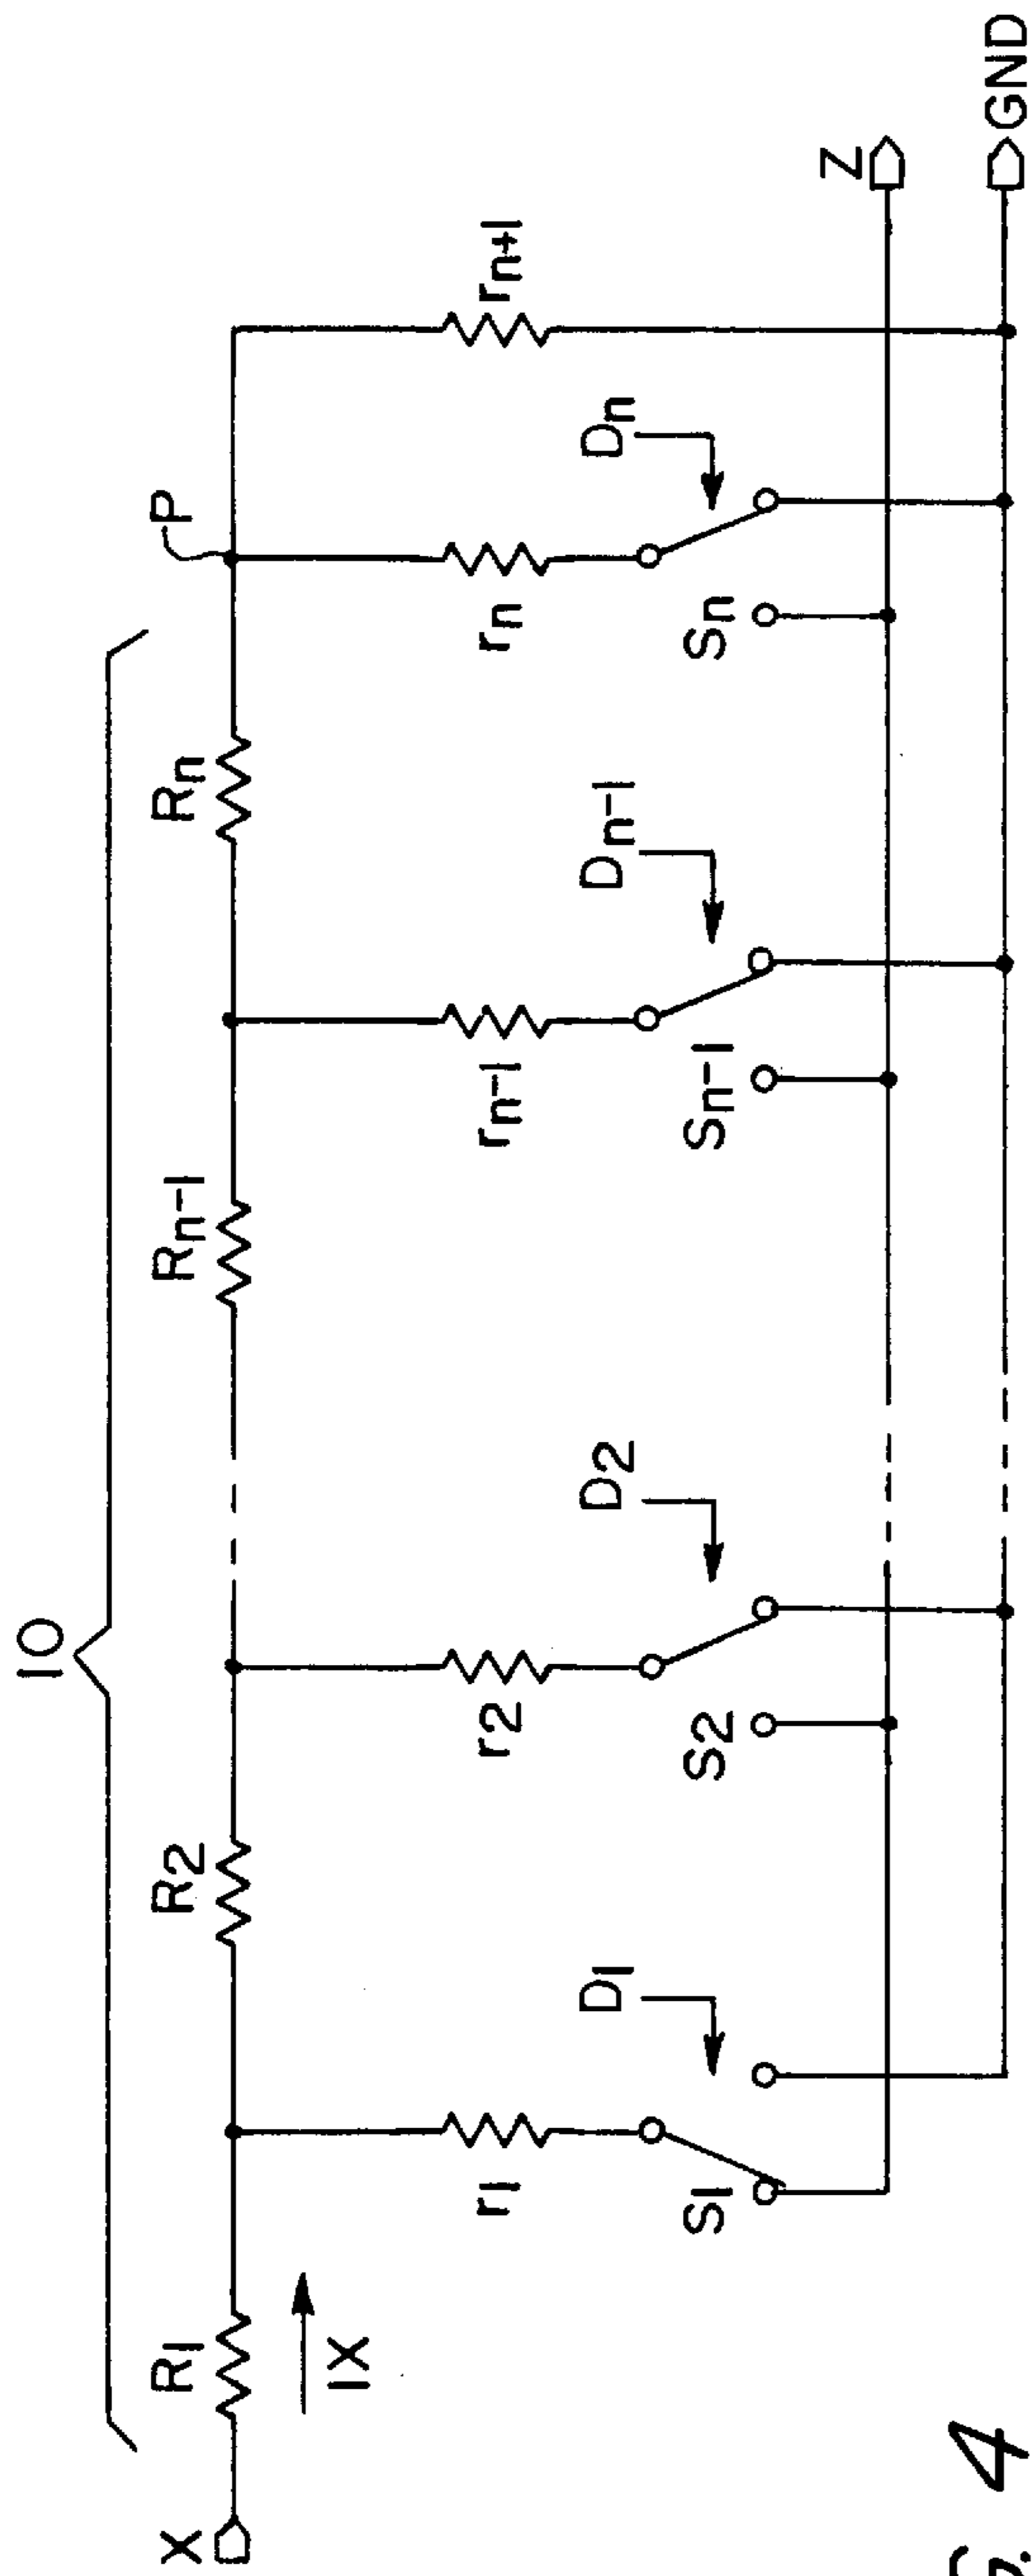 10
X
R1
IX
R2
Rn-1
Rn
P
r1
r2
rn-1
rn
rn+1
D1
D2
Dn-1
Dn
S1
S2
Sn-1
Sn
Z
GND
G. 4